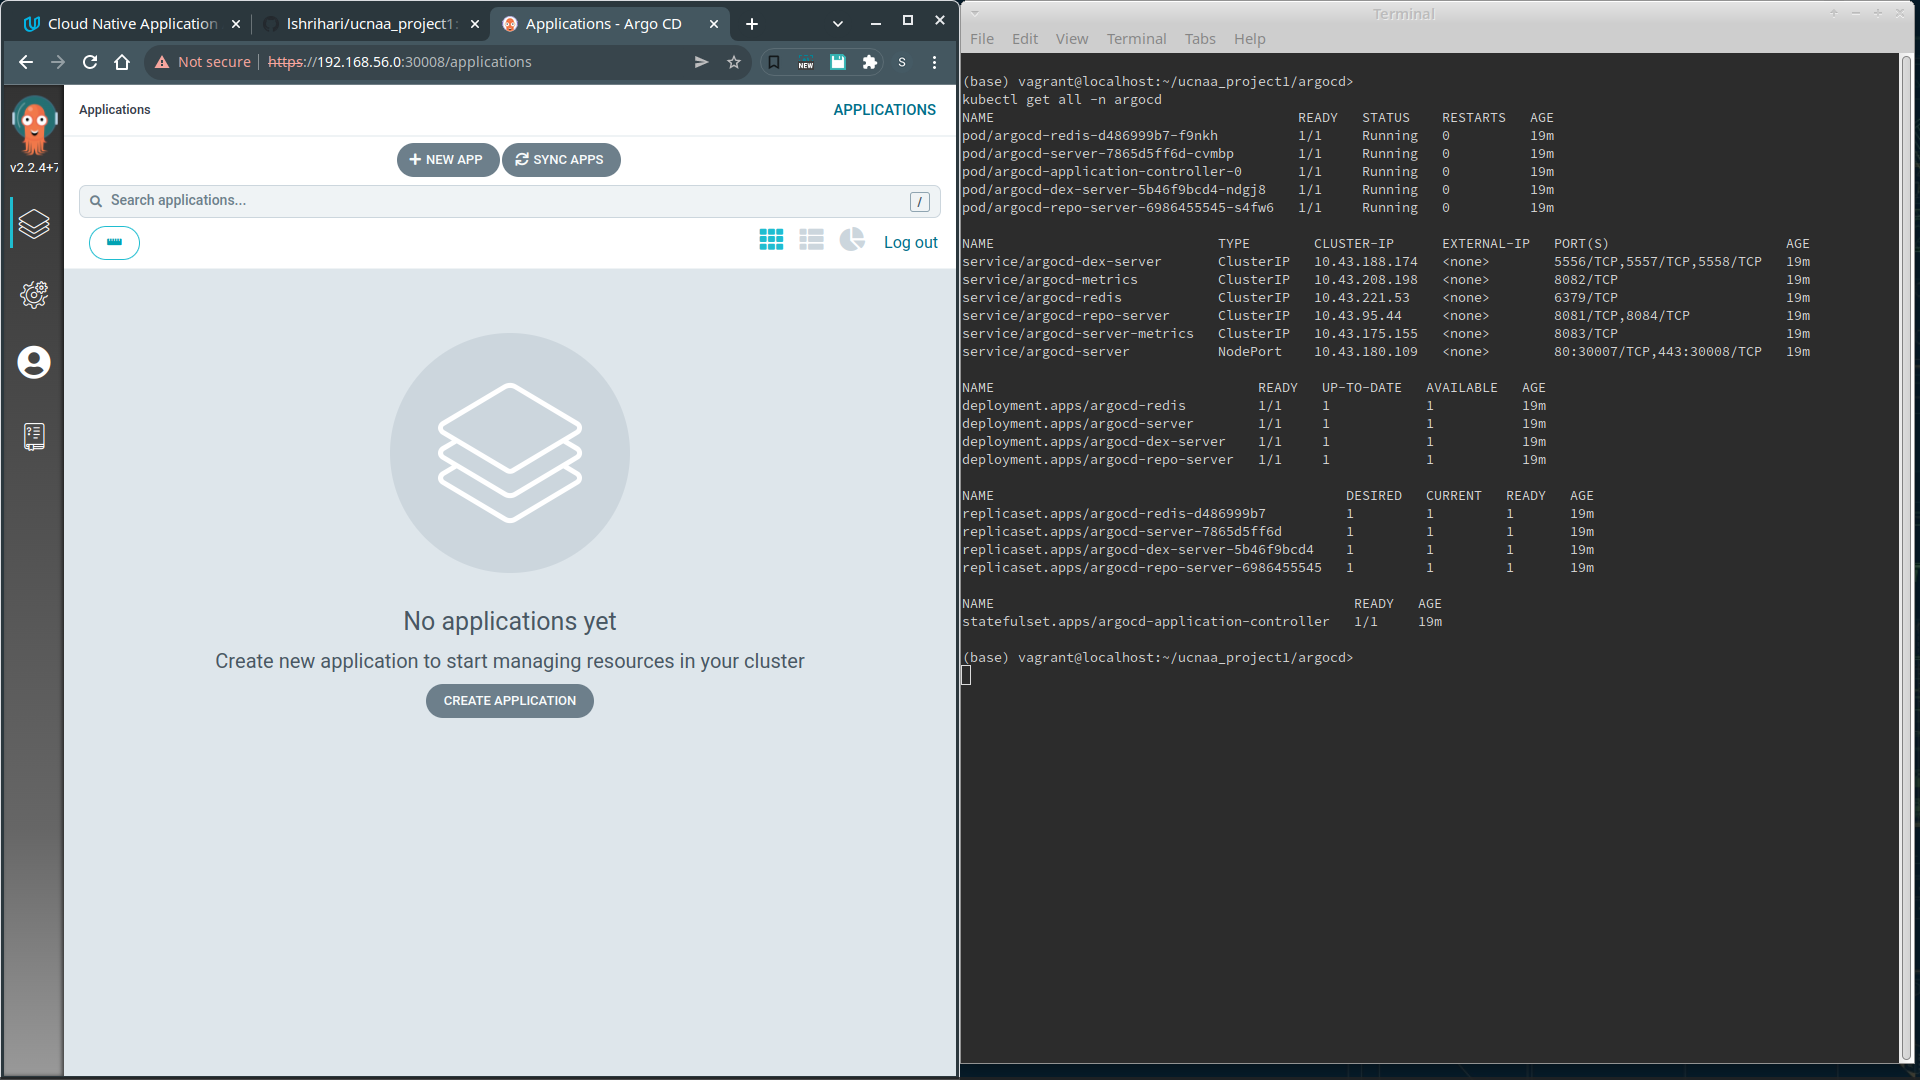 Cloud Native Application
lshrihari/ucnaa_project1:
Applications - Argo CD
Not secure
https://192.168.56.0:30008/applications
NEW
S
v2.2.4+7
Applications
APPLICATIONS
NEW APP
SYNC APPS
Search applications...
/
Log out
No applications yet
Create new application to start managing resources in your cluster
CREATE APPLICATION
Terminal
File Edit View Terminal Tabs Help
(base) vagrant@localhost:~/ucnaa_project1/argocd>
kubectl get all -n argocd
NAME READY STATUS RESTARTS AGE
pod/argocd-redis-d486999b7-f9nkh 1/1 Running 0 19m
pod/argocd-server-7865d5ff6d-cvmbp 1/1 Running 0 19m
pod/argocd-application-controller-0 1/1 Running 0 19m
pod/argocd-dex-server-5b46f9bcd4-ndgj8 1/1 Running 0 19m
pod/argocd-repo-server-6986455545-s4fw6 1/1 Running 0 19m
NAME TYPE CLUSTER-IP EXTERNAL-IP PORT(S) AGE
service/argocd-dex-server ClusterIP 10.43.188.174 <none> 5556/TCP,5557/TCP,5558/TCP 19m
service/argocd-metrics ClusterIP 10.43.208.198 <none> 8082/TCP 19m
service/argocd-redis ClusterIP 10.43.221.53 <none> 6379/TCP 19m
service/argocd-repo-server ClusterIP 10.43.95.44 <none> 8081/TCP,8084/TCP 19m
service/argocd-server-metrics ClusterIP 10.43.175.155 <none> 8083/TCP 19m
service/argocd-server NodePort 10.43.180.109 <none> 80:30007/TCP,443:30008/TCP 19m
NAME READY UP-TO-DATE AVAILABLE AGE
deployment.apps/argocd-redis 1/1 1 1 19m
deployment.apps/argocd-server 1/1 1 1 19m
deployment.apps/argocd-dex-server 1/1 1 1 19m
deployment.apps/argocd-repo-server 1/1 1 1 19m
NAME DESIRED CURRENT READY AGE
replicaset.apps/argocd-redis-d486999b7 1 1 1 19m
replicaset.apps/argocd-server-7865d5ff6d 1 1 1 19m
replicaset.apps/argocd-dex-server-5b46f9bcd4 1 1 1 19m
replicaset.apps/argocd-repo-server-6986455545 1 1 1 19m
NAME READY AGE
statefulset.apps/argocd-application-controller 1/1 19m
(base) vagrant@localhost:~/ucnaa_project1/argocd>